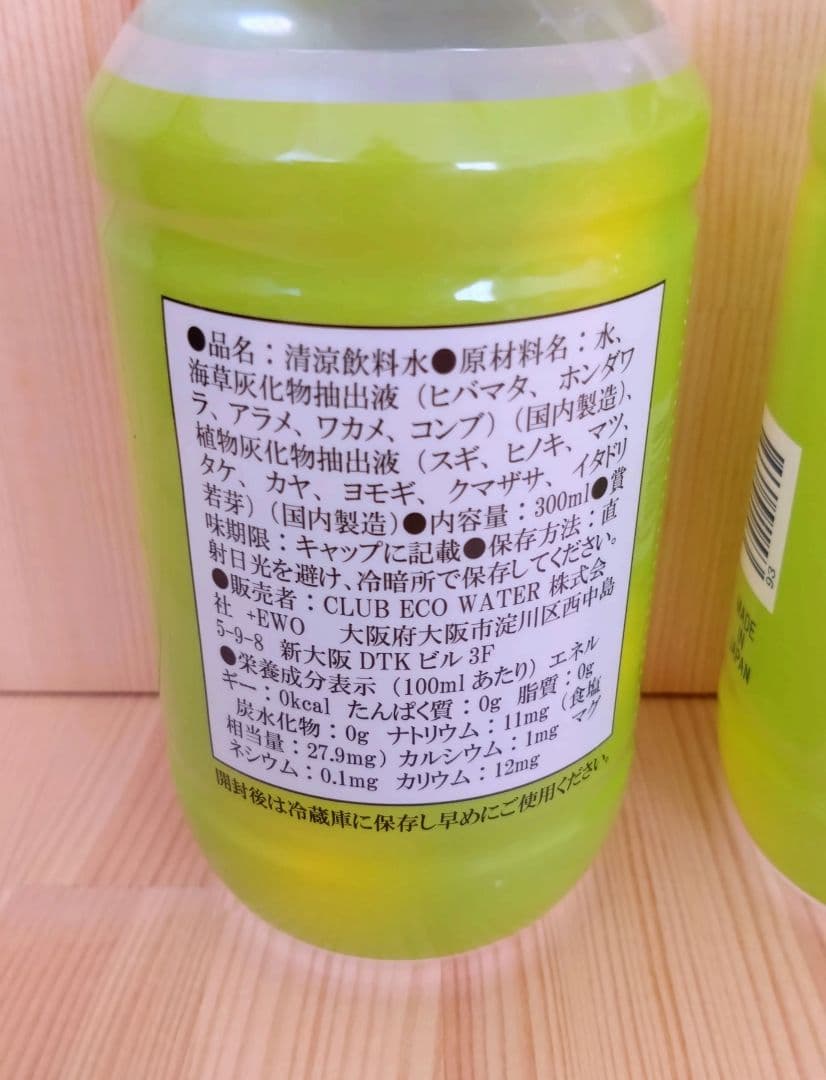 ●品名：清涼飲料水●原材料名：水、
海草灰化物抽出液（ヒバマタ、ホンダワ
ラ、アラメ、ワカメ、コンブ）（国内製造）、
植物灰化物抽出液（スギ、ヒノキ、マツ、
タケ、カヤ、ヨモギ、クマザサ、イタドリ
若芽）（国内製造）●内容量：300ml●賞
味期限：キャップに記載●保存方法：直
射日光を避け、冷暗所で保存してください。
●販売者：CLUB ECO WATER 株式会
社 +EWO 大阪府大阪市淀川区西中島
5-9-8 新大阪 DTK ビル 3F
●栄養成分表示（100ml あたり）エネル
ギー：0kcal たんぱく質：0g 脂質：0g
炭水化物：0g ナトリウム：11mg（食塩
相当量：27.9mg）カルシウム：1mg マグ
ネシウム：0.1mg カリウム：12mg
開封後は冷蔵庫に保存し早めにご使用ください。
93
MADE
IN
JAPAN